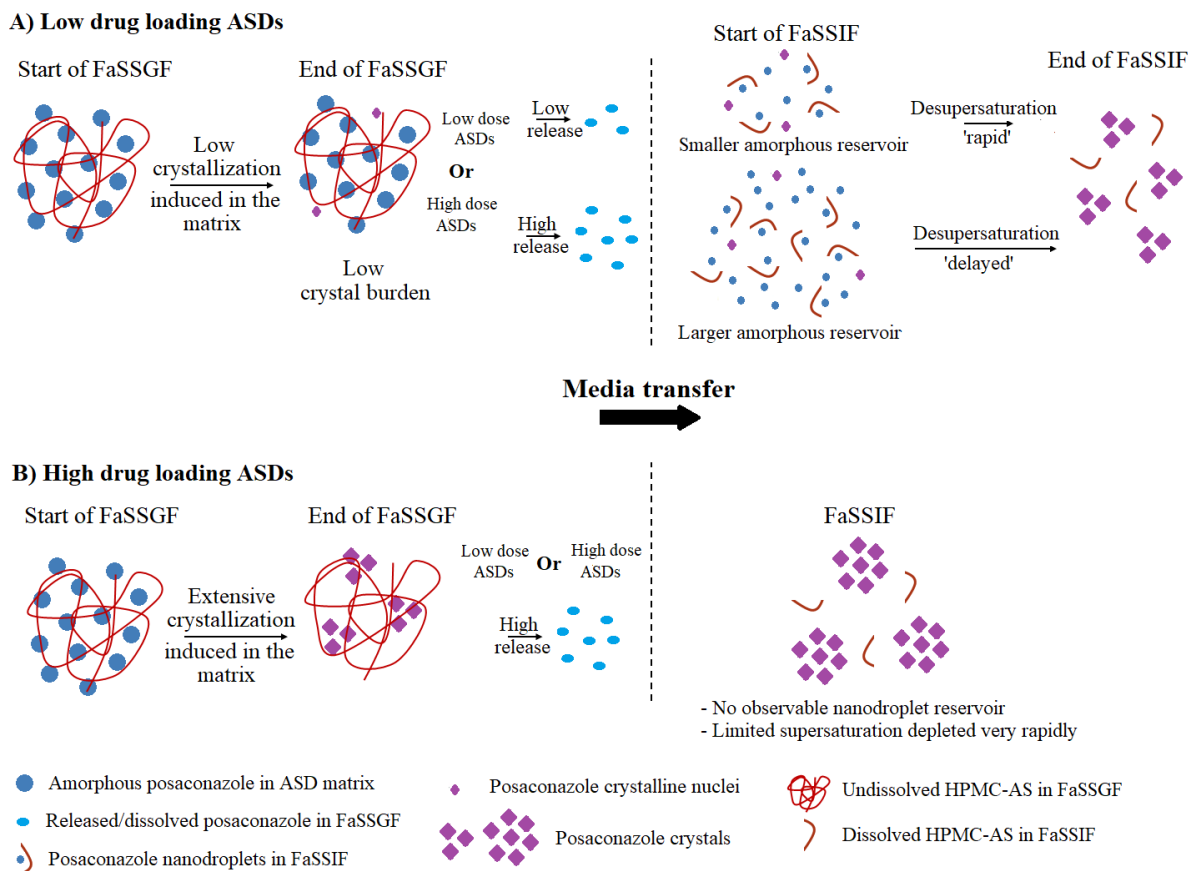 A) Low drug loading ASDs
Start of FaSSGF
Low
crystallization
induced in the
matrix
End of FaSSGF
Low dose
ASDs
Or
High dose
ASDs
Low
crystal burden
Low
release
High
release
Start of FaSSIF
Smaller amorphous reservoir
Larger amorphous reservoir
Desupersaturation
'rapid'
Desupersaturation
'delayed'
End of FaSSIF
Media transfer
B) High drug loading ASDs
Start of FaSSGF
Extensive
crystallization
induced in the
matrix
End of FaSSGF
Low dose
ASDs
Or
High dose
ASDs
High
release
FaSSIF
- No observable nanodroplet reservoir
- Limited supersaturation depleted very rapidly
Amorphous posaconazole in ASD matrix
Released/dissolved posaconazole in FaSSGF
Posaconazole nanodroplets in FaSSIF
Posaconazole crystalline nuclei
Posaconazole crystals
Undissolved HPMC-AS in FaSSGF
Dissolved HPMC-AS in FaSSIF